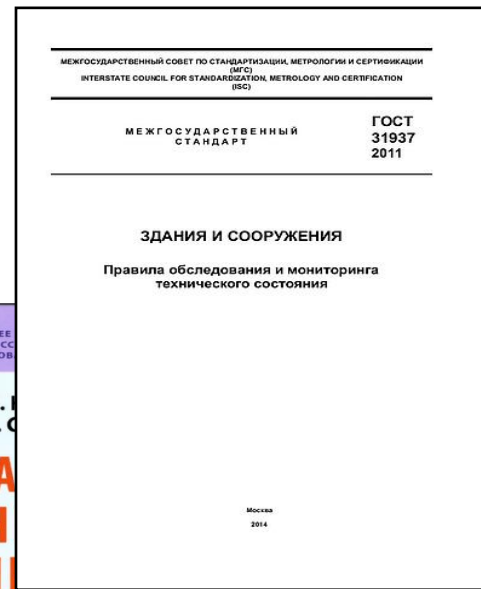 МЕЖГОСУДАРСТВЕННЫЙ СОВЕТ ПО СТАНДАРТИЗАЦИИ, МЕТРОЛОГИИ И СЕРТИФИКАЦИИ
(МГС)
INTERSTATE COUNCIL FOR STANDARDIZATION, METROLOGY AND CERTIFICATION
(ISC)
МЕЖГОСУДАРСТВЕННЫЙ
СТАНДАРТ
ГОСТ
31937
2011
ЗДАНИЯ И СООРУЖЕНИЯ
Правила обследования и мониторинга
технического состояния
Москва
2014